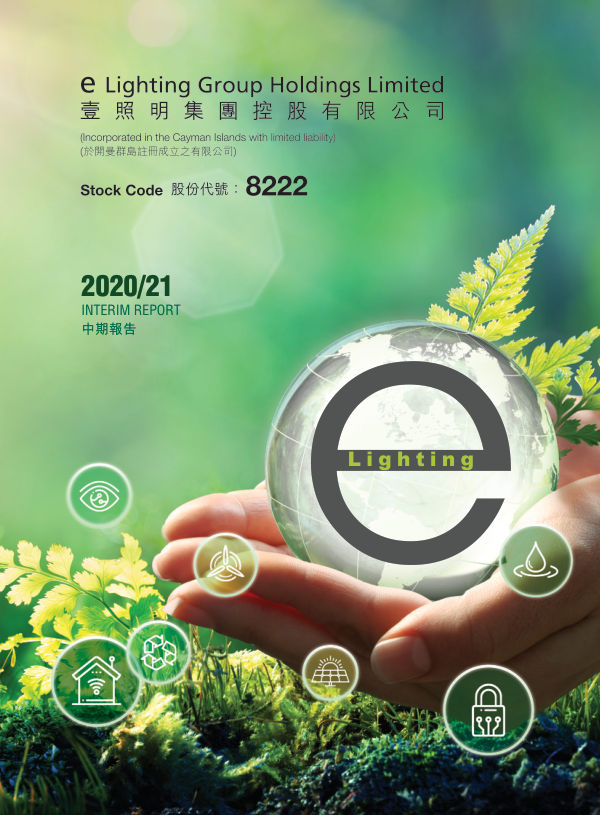 e Lighting Group Holdings Limited
壹照明集團控股有限公司
(Incorporated in the Cayman Islands with limited liability)
(於開曼群島註冊成立之有限公司)
Stock Code 股份代號：8222
2020/21
INTERIM REPORT
中期報告
e
Lighting